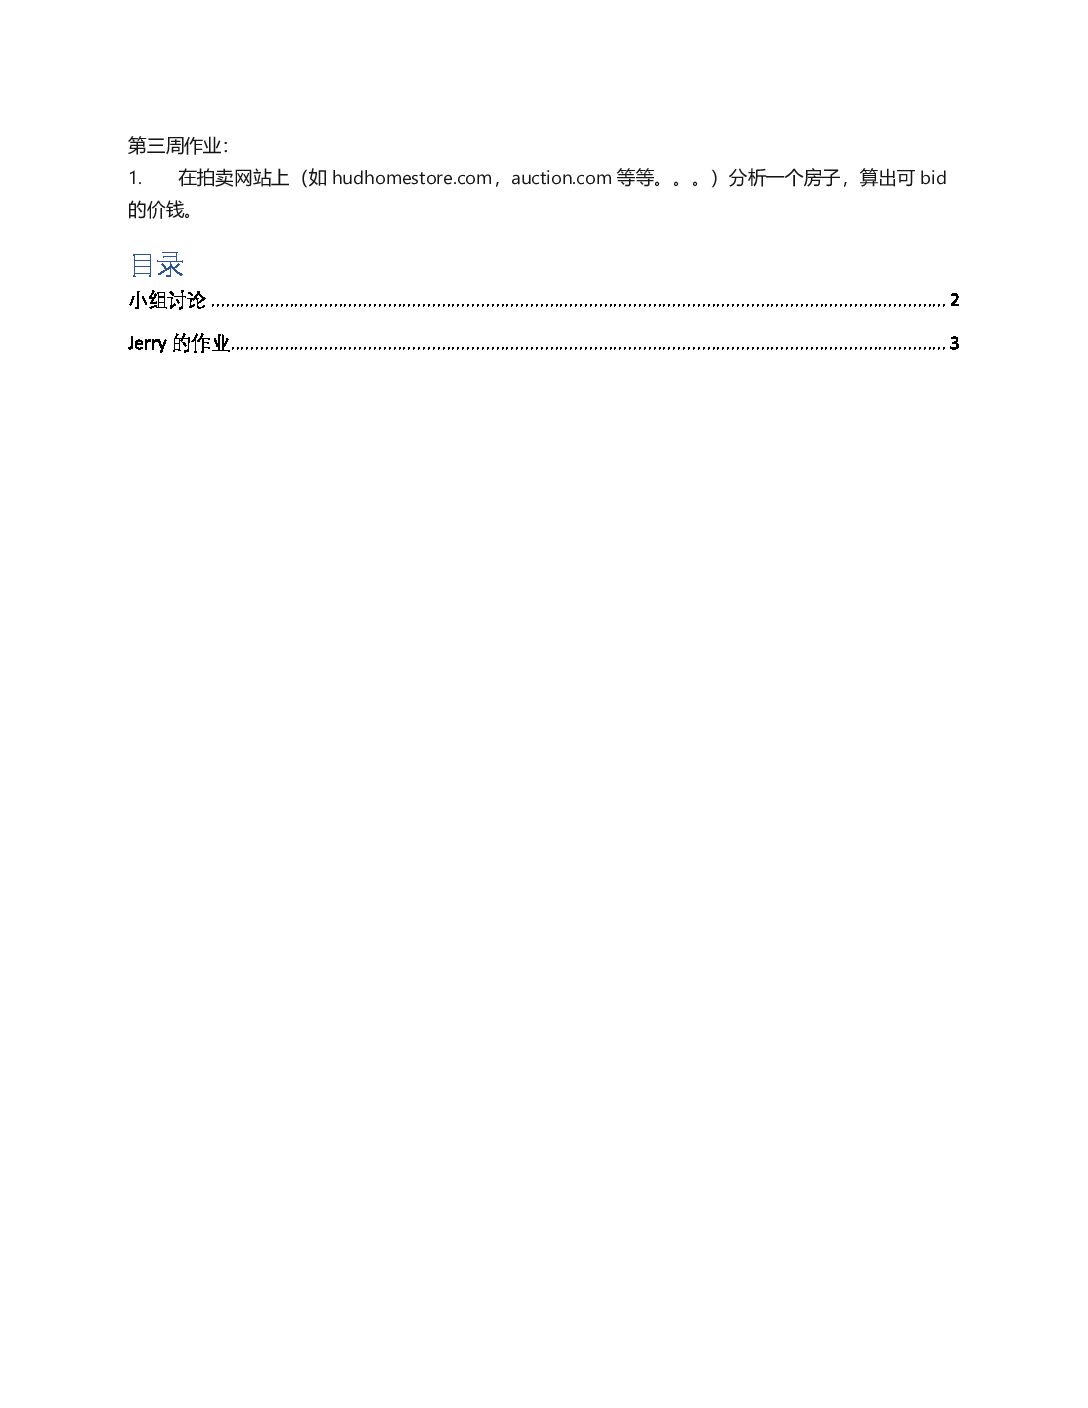 第三周作业：
1. 在拍卖网站上（如 hudhomestore.com，auction.com 等等。。。）分析一个房子，算出可 bid
的价钱。
目录
小组讨论 ........................................................................................................................................................ 2
Jerry 的作业.................................................................................................................................................... 3